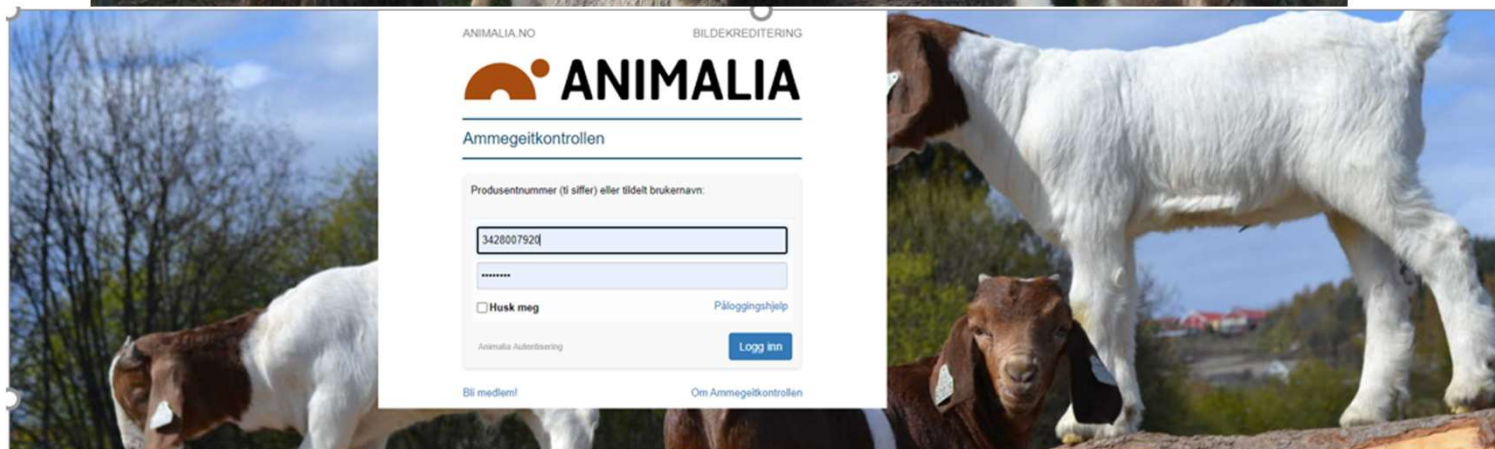 ANIMALIA.NO BILDEKREDITERING
ANIMALIA
Ammegeitkontrollen
Produsentnummer (ti siffer) eller tildelt brukernavn:
3428007920
••••••••
Husk meg Påloggingshjelp
Animalia Autentisering Logg inn
Bli medlem! Om Ammegeitkontrollen